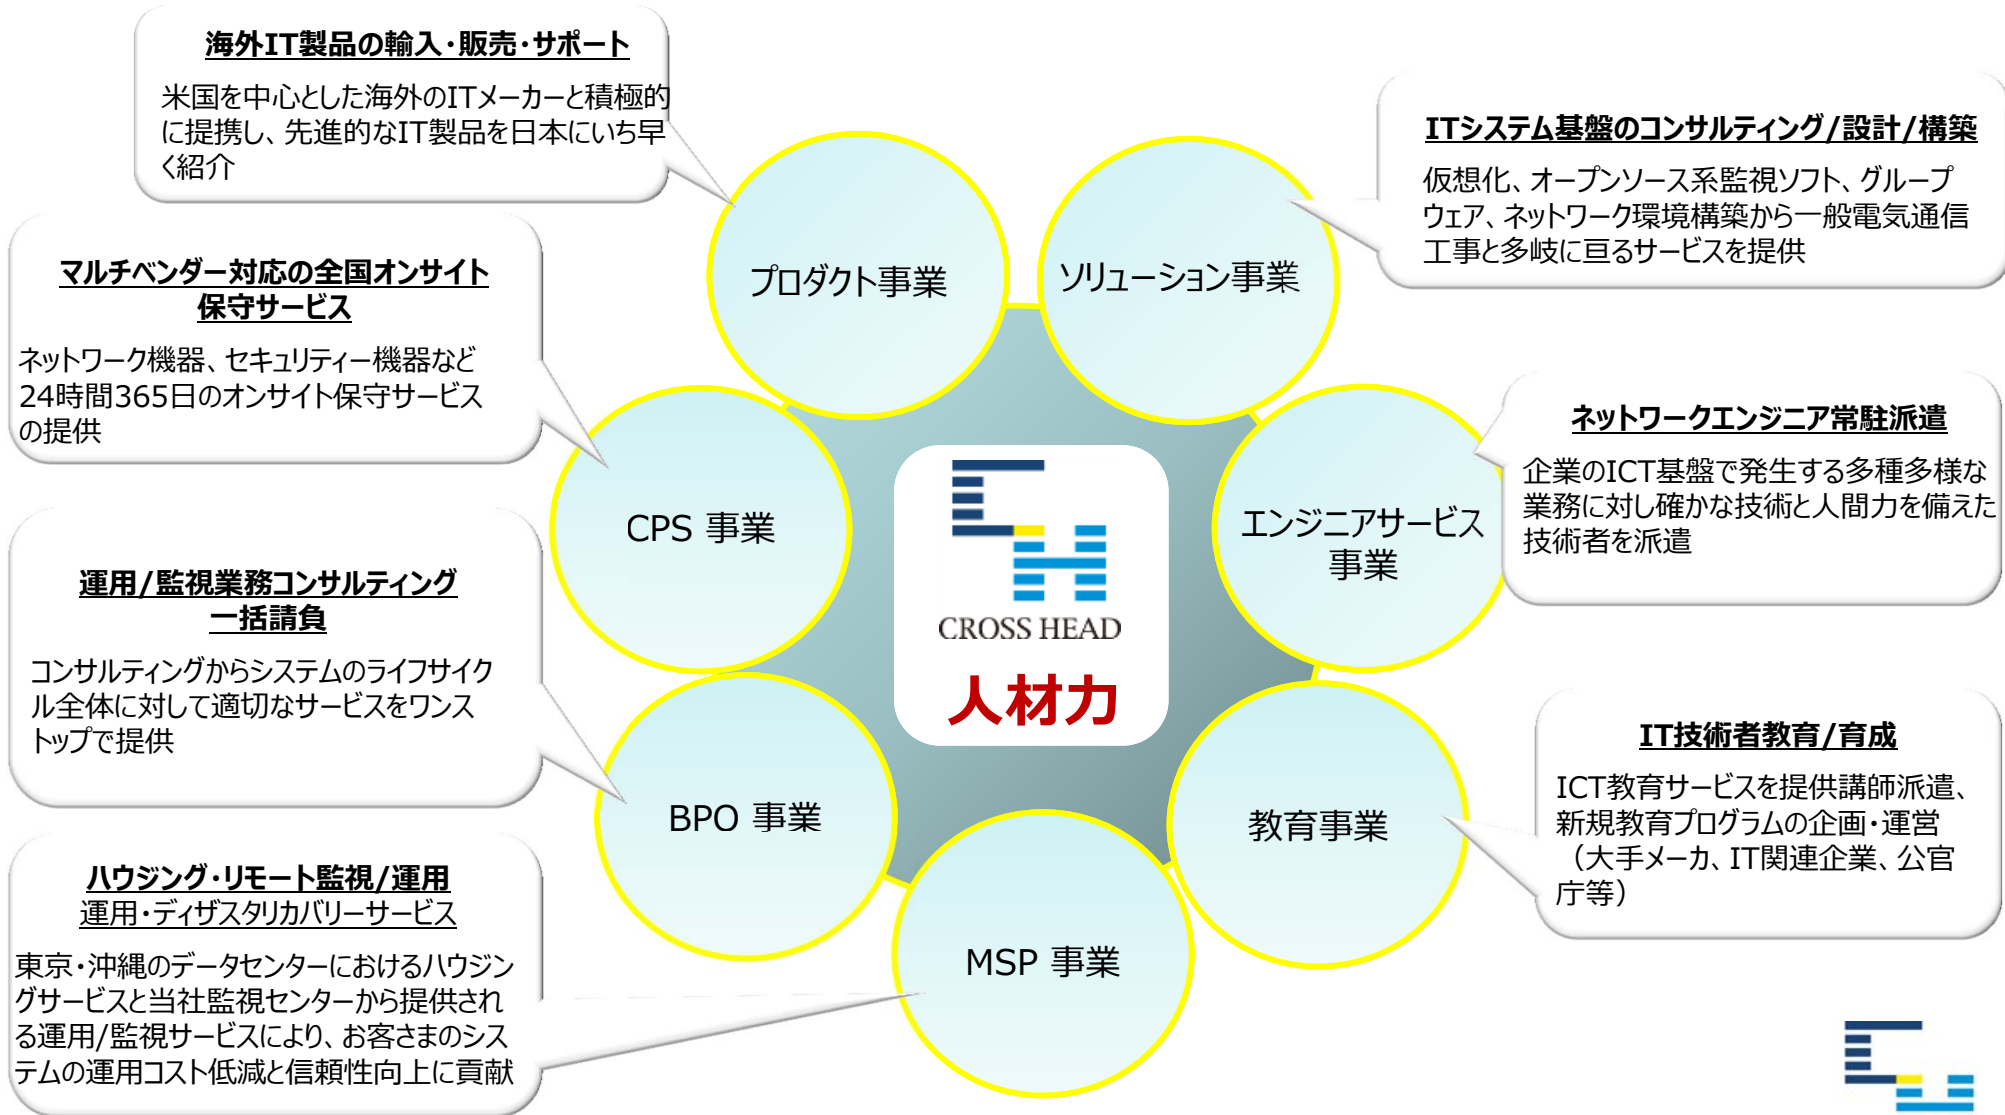 海外IT製品の輸入・販売・サポート
米国を中心とした海外のITメーカーと積極的
に提携し、先進的なIT製品を日本にいち早
く紹介
ITシステム基盤のコンサルティング/設計/構築
仮想化、オープンソース系監視ソフト、グループ
ウェア、ネットワーク環境構築から一般電気通信
工事と多岐に亘るサービスを提供
マルチベンダー対応の全国オンサイト
保守サービス
ネットワーク機器、セキュリティー機器など
24時間365日のオンサイト保守サービス
の提供
ネットワークエンジニア常駐派遣
企業のICT基盤で発生する多種多様な
業務に対し確かな技術と人間力を備えた
技術者を派遣
運用/監視業務コンサルティング
一括請負
コンサルティングからシステムのライフサイク
ル全体に対して適切なサービスをワンス
トップで提供
IT技術者教育/育成
ICT教育サービスを提供講師派遣、
新規教育プログラムの企画・運営
（大手メーカ、IT関連企業、公官
庁等）
ハウジング・リモート監視/運用
運用・ディザスタリカバリーサービス
東京・沖縄のデータセンターにおけるハウジン
グサービスと当社監視センターから提供され
る運用/監視サービスにより、お客さまのシス
テムの運用コスト低減と信頼性向上に貢献
プロダクト事業
ソリューション事業
CPS 事業
エンジニアサービス
事業
BPO 事業
教育事業
MSP 事業
CROSS HEAD
人材力